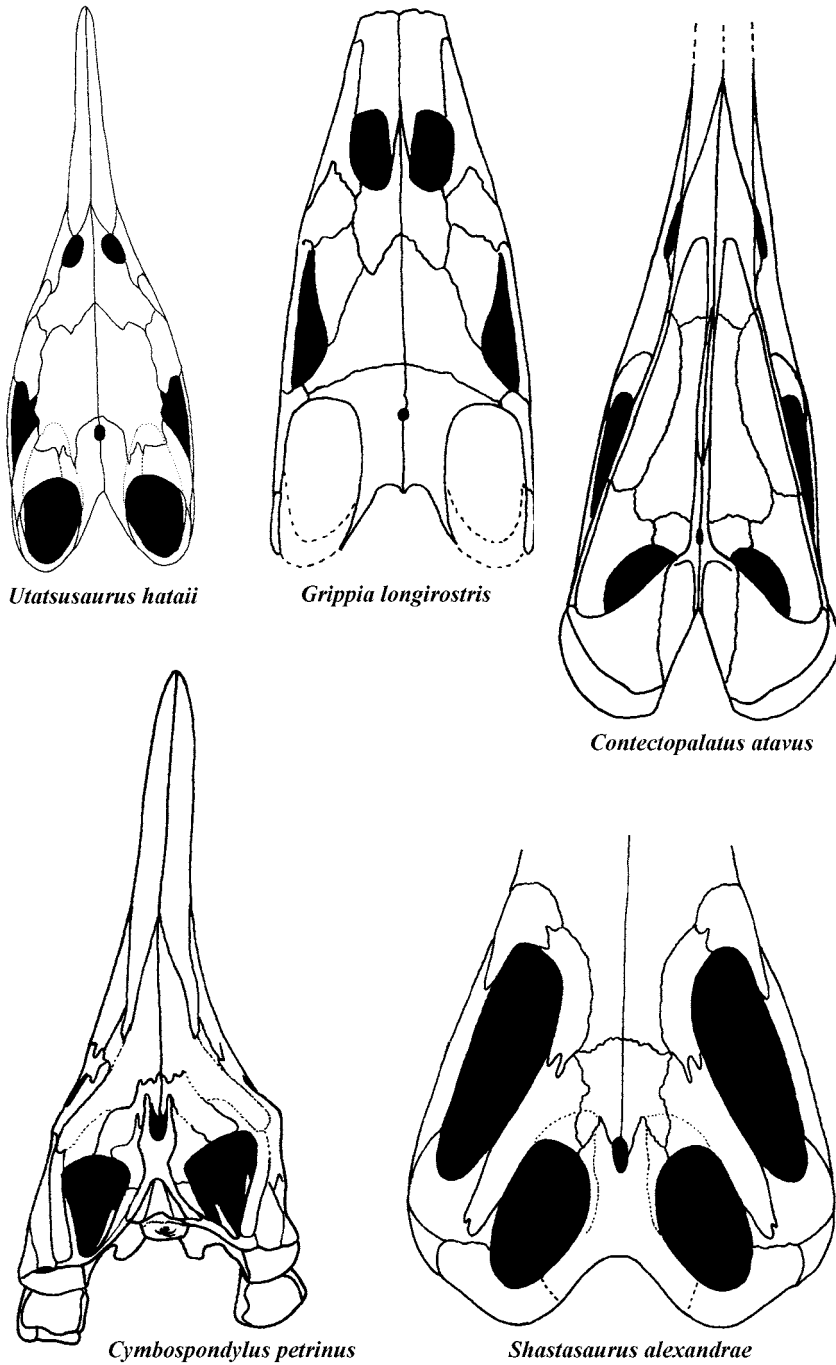 Utatsusaurus hataii
Grippia longirostris
Contectopalatus atavus
Cymbospondylus petrinus
Shastasaurus alexandrae